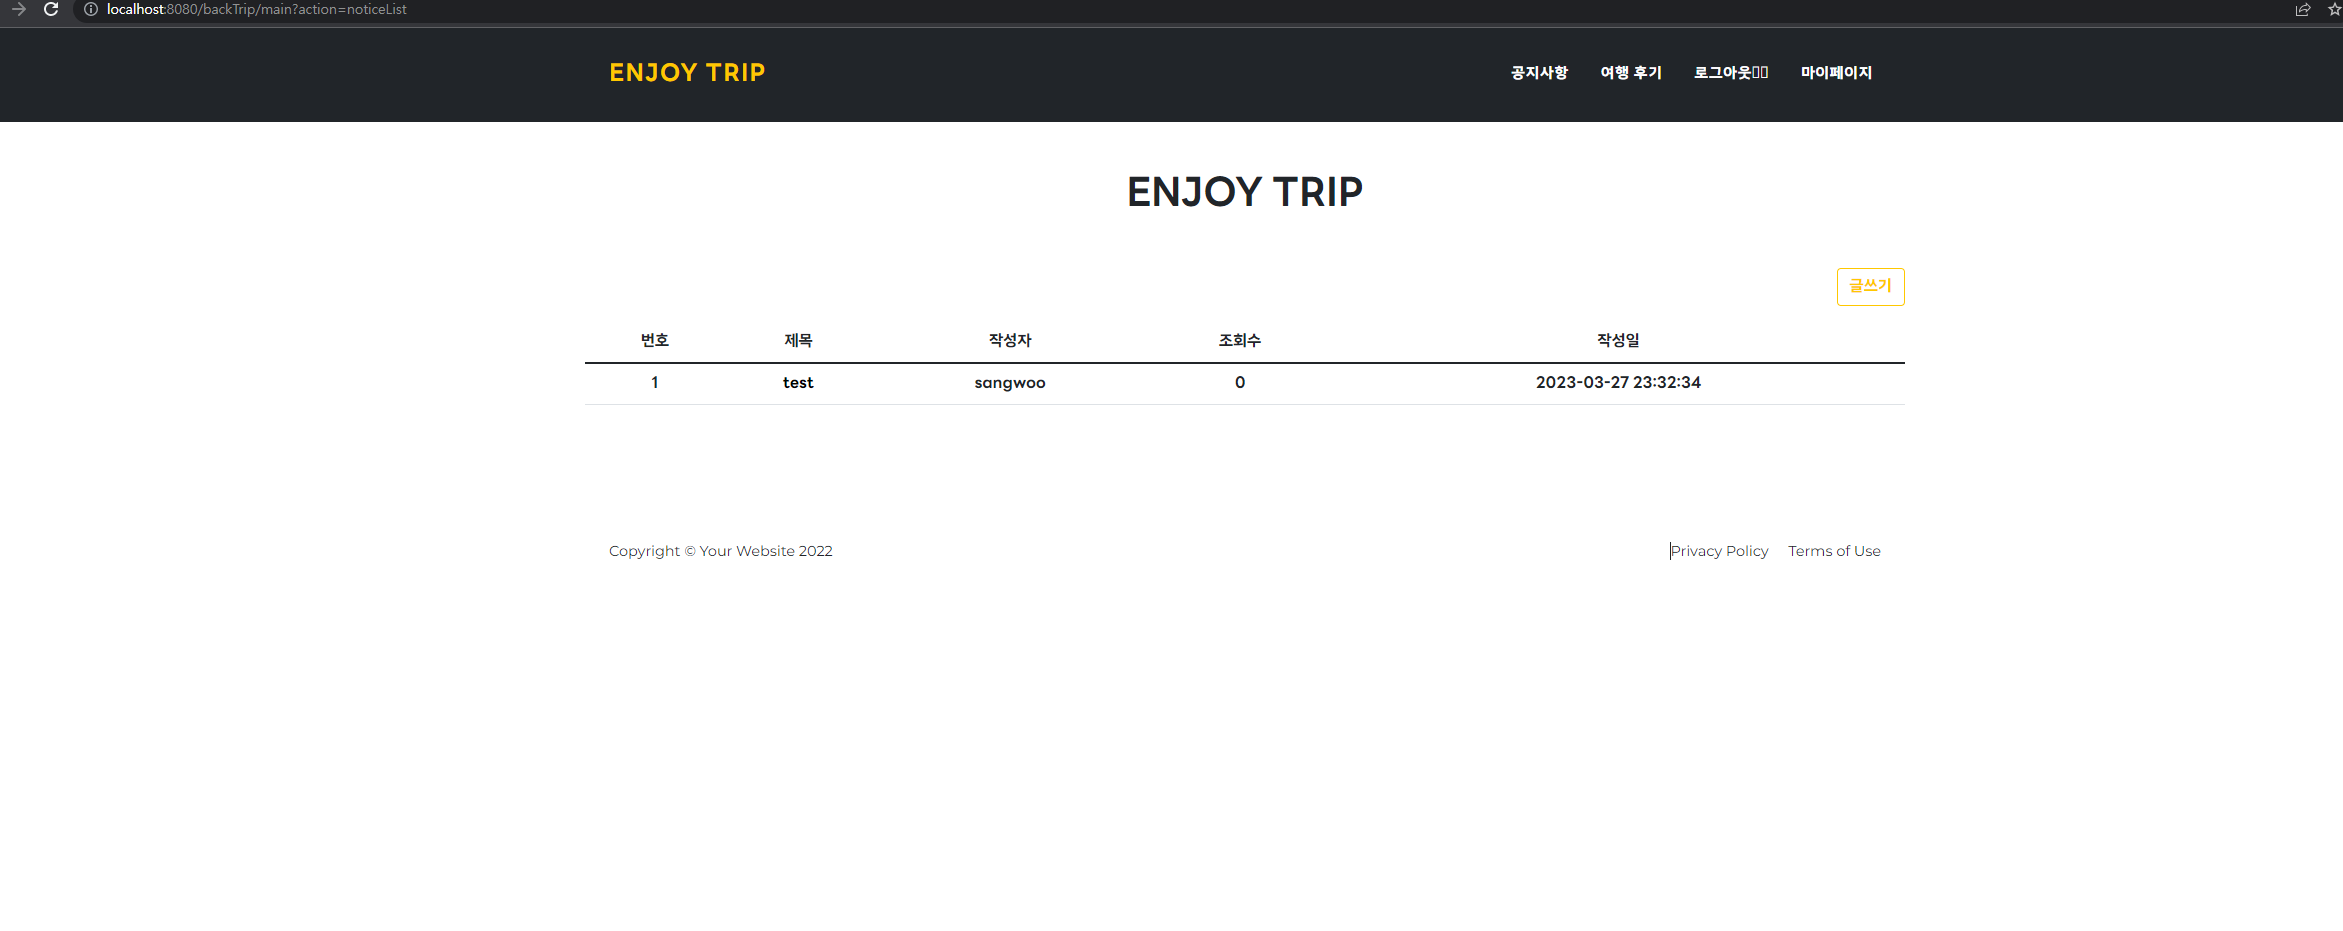 localhost:8080/backTrip/main?action=noticeList
ENJOY TRIP 공지사항 여행 후기 로그아웃 마이페이지
ENJOY TRIP
글쓰기
번호 제목 작성자 조회수 작성일
1 test sangwoo 0 2023-03-27 23:32:34
Copyright © Your Website 2022 Privacy Policy Terms of Use